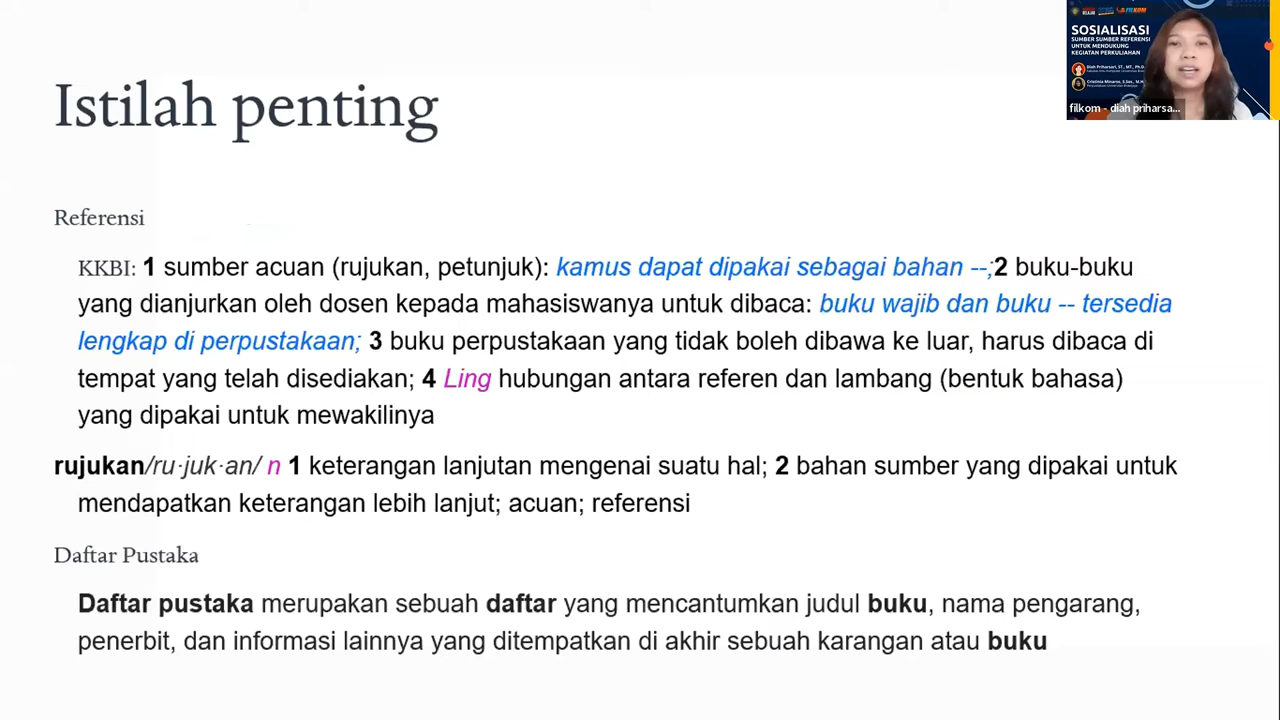 Istilah penting
Referensi
KKBI: 1 sumber acuan (rujukan, petunjuk): kamus dapat dipakai sebagai bahan --;2 buku-buku
yang dianjurkan oleh dosen kepada mahasiswanya untuk dibaca: buku wajib dan buku -- tersedia
lengkap di perpustakaan; 3 buku perpustakaan yang tidak boleh dibawa ke luar, harus dibaca di
tempat yang telah disediakan; 4 Ling hubungan antara referen dan lambang (bentuk bahasa)
yang dipakai untuk mewakilinya
rujukan/ru·juk·an/ n 1 keterangan lanjutan mengenai suatu hal; 2 bahan sumber yang dipakai untuk
mendapatkan keterangan lebih lanjut; acuan; referensi
Daftar Pustaka
Daftar pustaka merupakan sebuah daftar yang mencantumkan judul buku, nama pengarang,
penerbit, dan informasi lainnya yang ditempatkan di akhir sebuah karangan atau buku
FILKOM
SOSIALISASI
SUMBER SUMBER REFERENSI
UNTUK MENDUKUNG
KEGIATAN PERKULIAHAN
Diah Priharsari, ST., MT., Ph.D
filkom - diah priharsa...